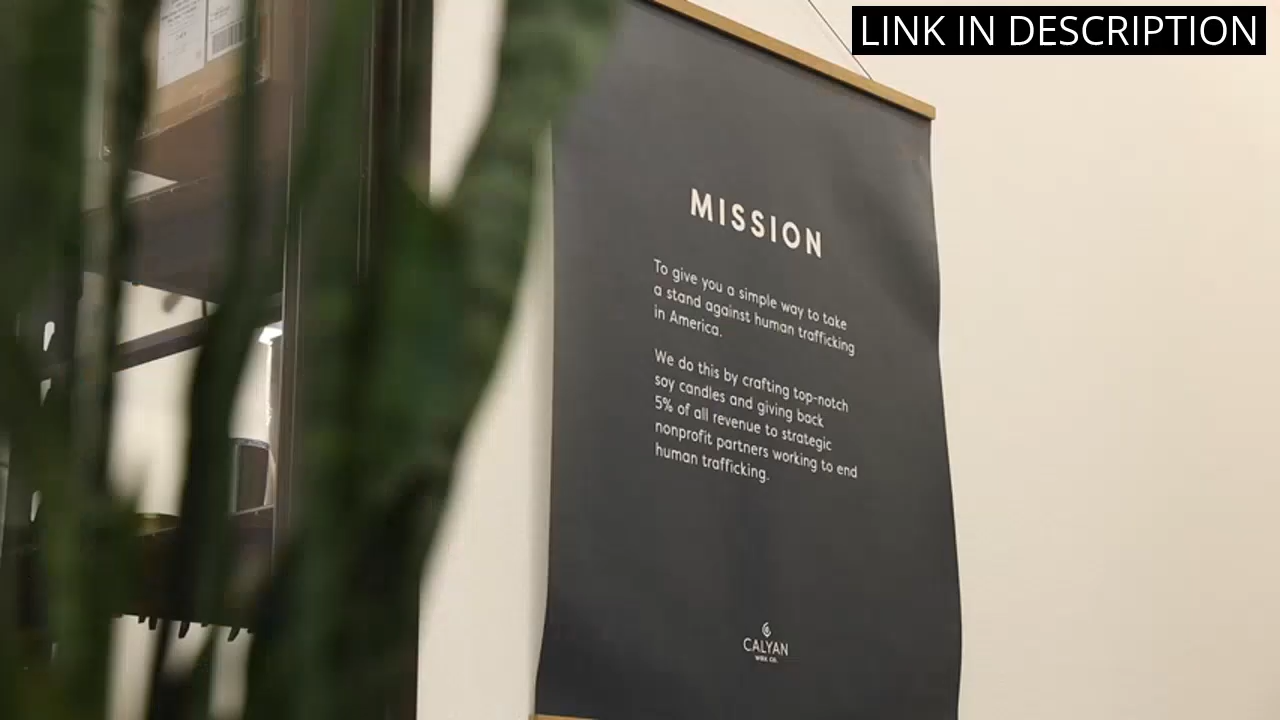 LINK IN DESCRIPTION
MISSION
To give you a simple way to take
a stand against human trafficking
in America.
We do this by crafting top-notch
soy candles and giving back
5% of all revenue to strategic
nonprofit partners working to end
human trafficking.
CALYAN
WAX CO.